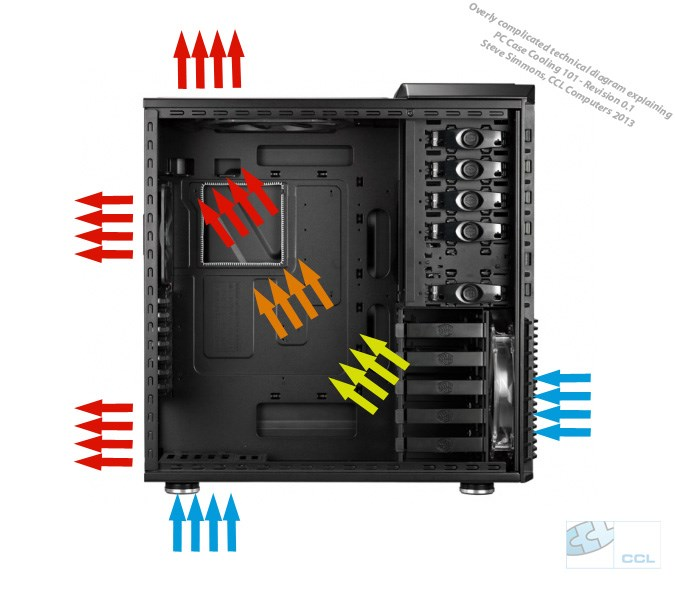 Overly complicated technical diagram explaining
PC Case Cooling 101 - Revision 0.1
Steve Simmons, CCL Computers 2013
CCL